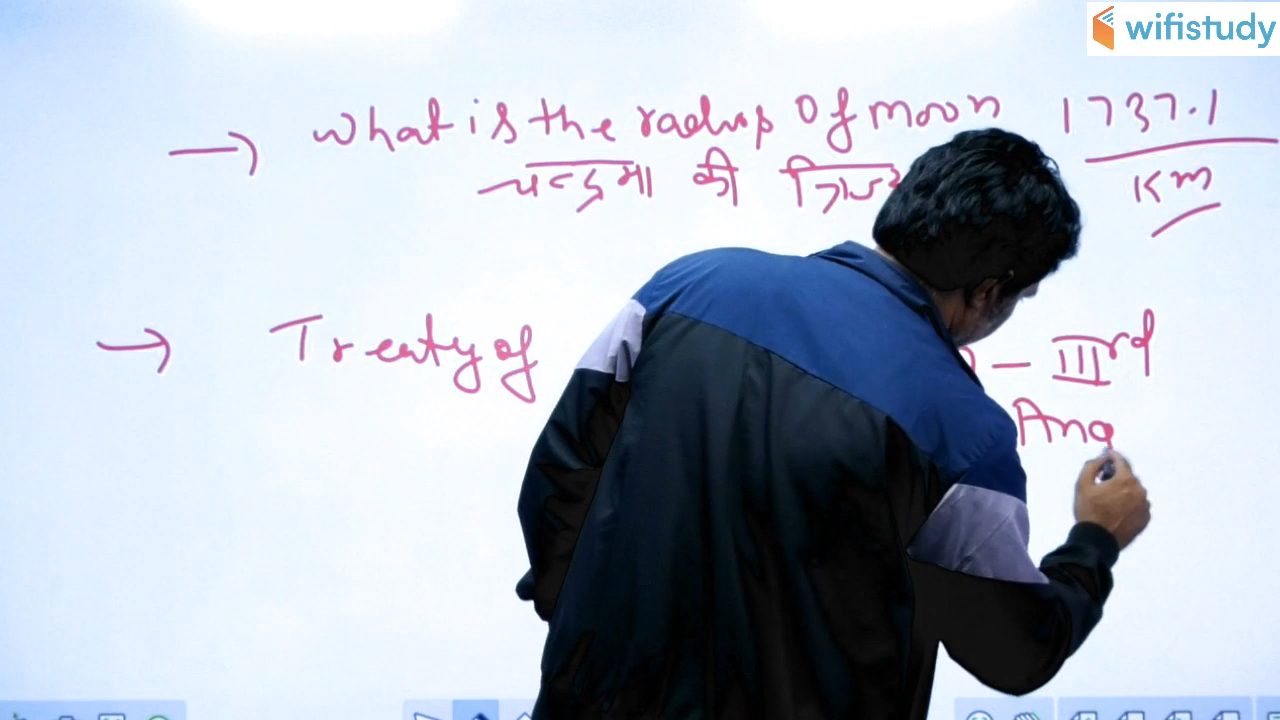 wifistudy
→ What is the radius of moon 1737.1
चन्द्रमा की Km
→ Treaty of – IIIrd
Ang